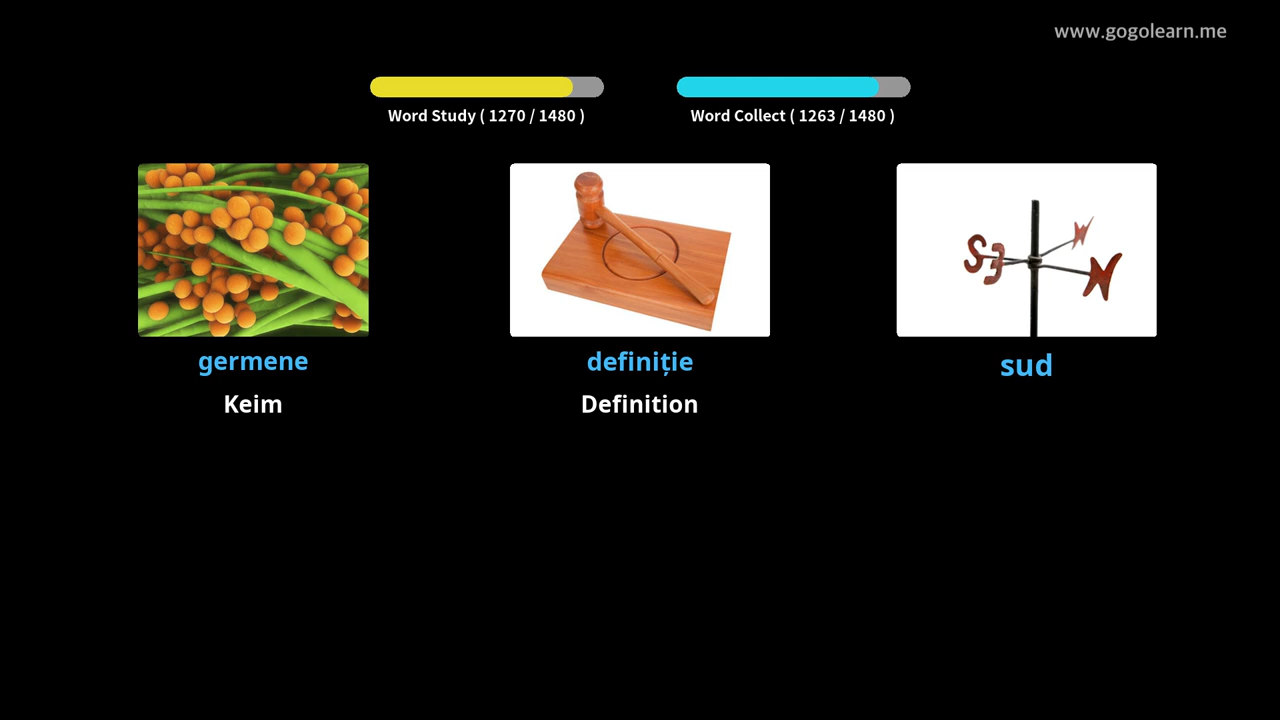 www.gogolearn.me
Word Study ( 1270 / 1480 )
Word Collect ( 1263 / 1480 )
germene
definiție
sud
Keim
Definition